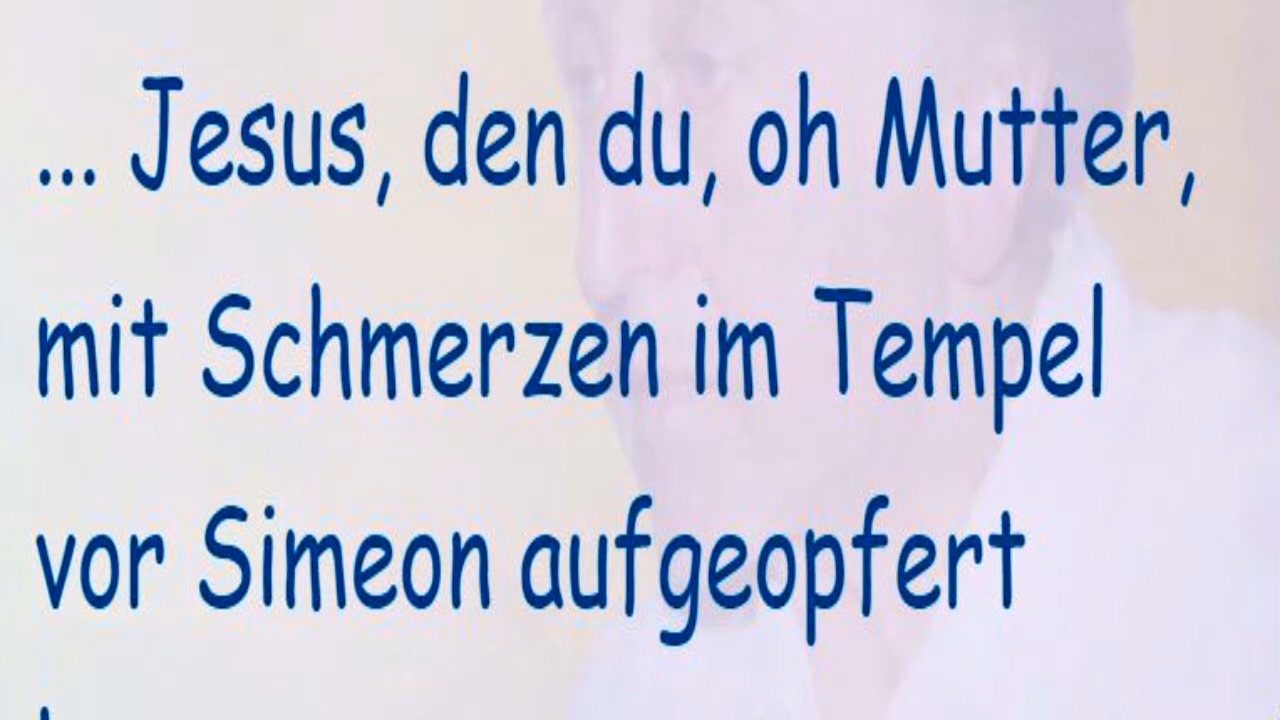 ... Jesus, den du, oh Mutter,
mit Schmerzen im Tempel
vor Simeon aufgeopfert